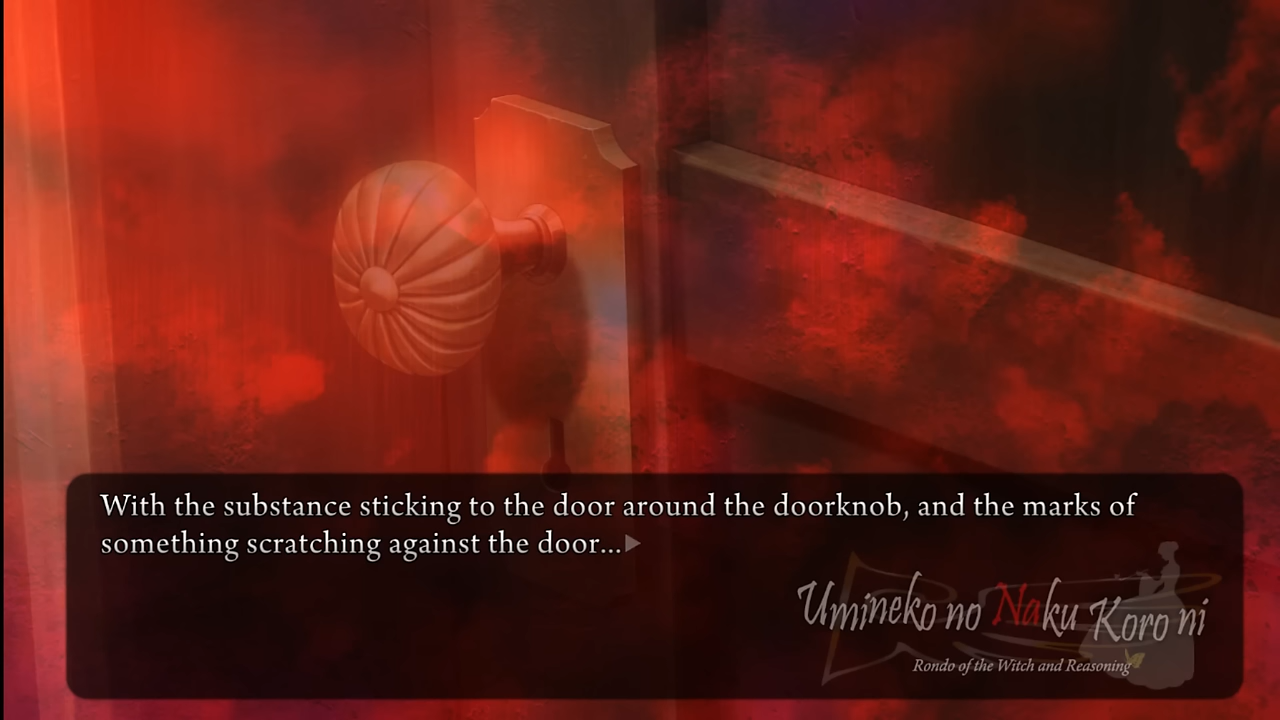 With the substance sticking to the door around the doorknob, and the marks of
something scratching against the door...
Umineko no Naku Koro ni
Rondo of the Witch and Reasoning